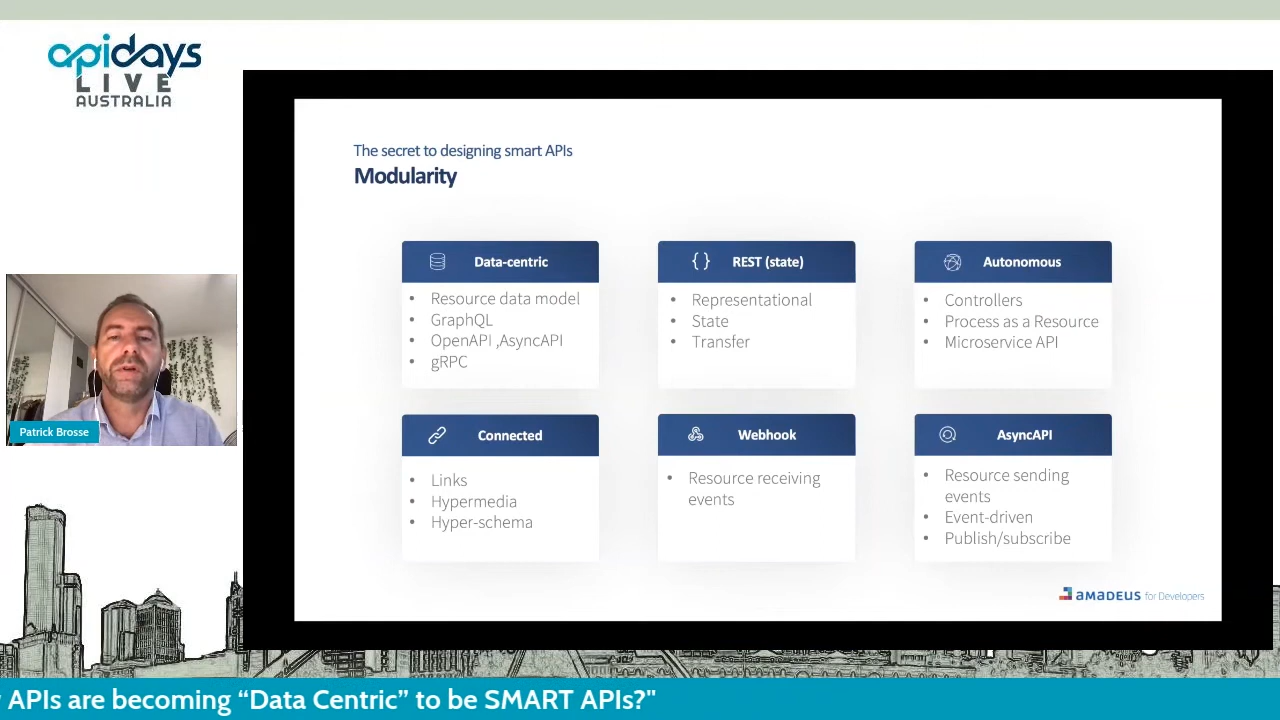 apidays
LIVE
AUSTRALIA
The secret to designing smart APIs
Modularity
Data-centric
• Resource data model
• GraphQL
• OpenAPI ,AsyncAPI
• gRPC
REST (state)
• Representational
• State
• Transfer
Autonomous
• Controllers
• Process as a Resource
• Microservice API
Connected
• Links
• Hypermedia
• Hyper-schema
Webhook
• Resource receiving
events
AsyncAPI
• Resource sending
events
• Event-driven
• Publish/subscribe
Patrick Brosse
amadeus for Developers
APIs are becoming “Data Centric” to be SMART APIs?"